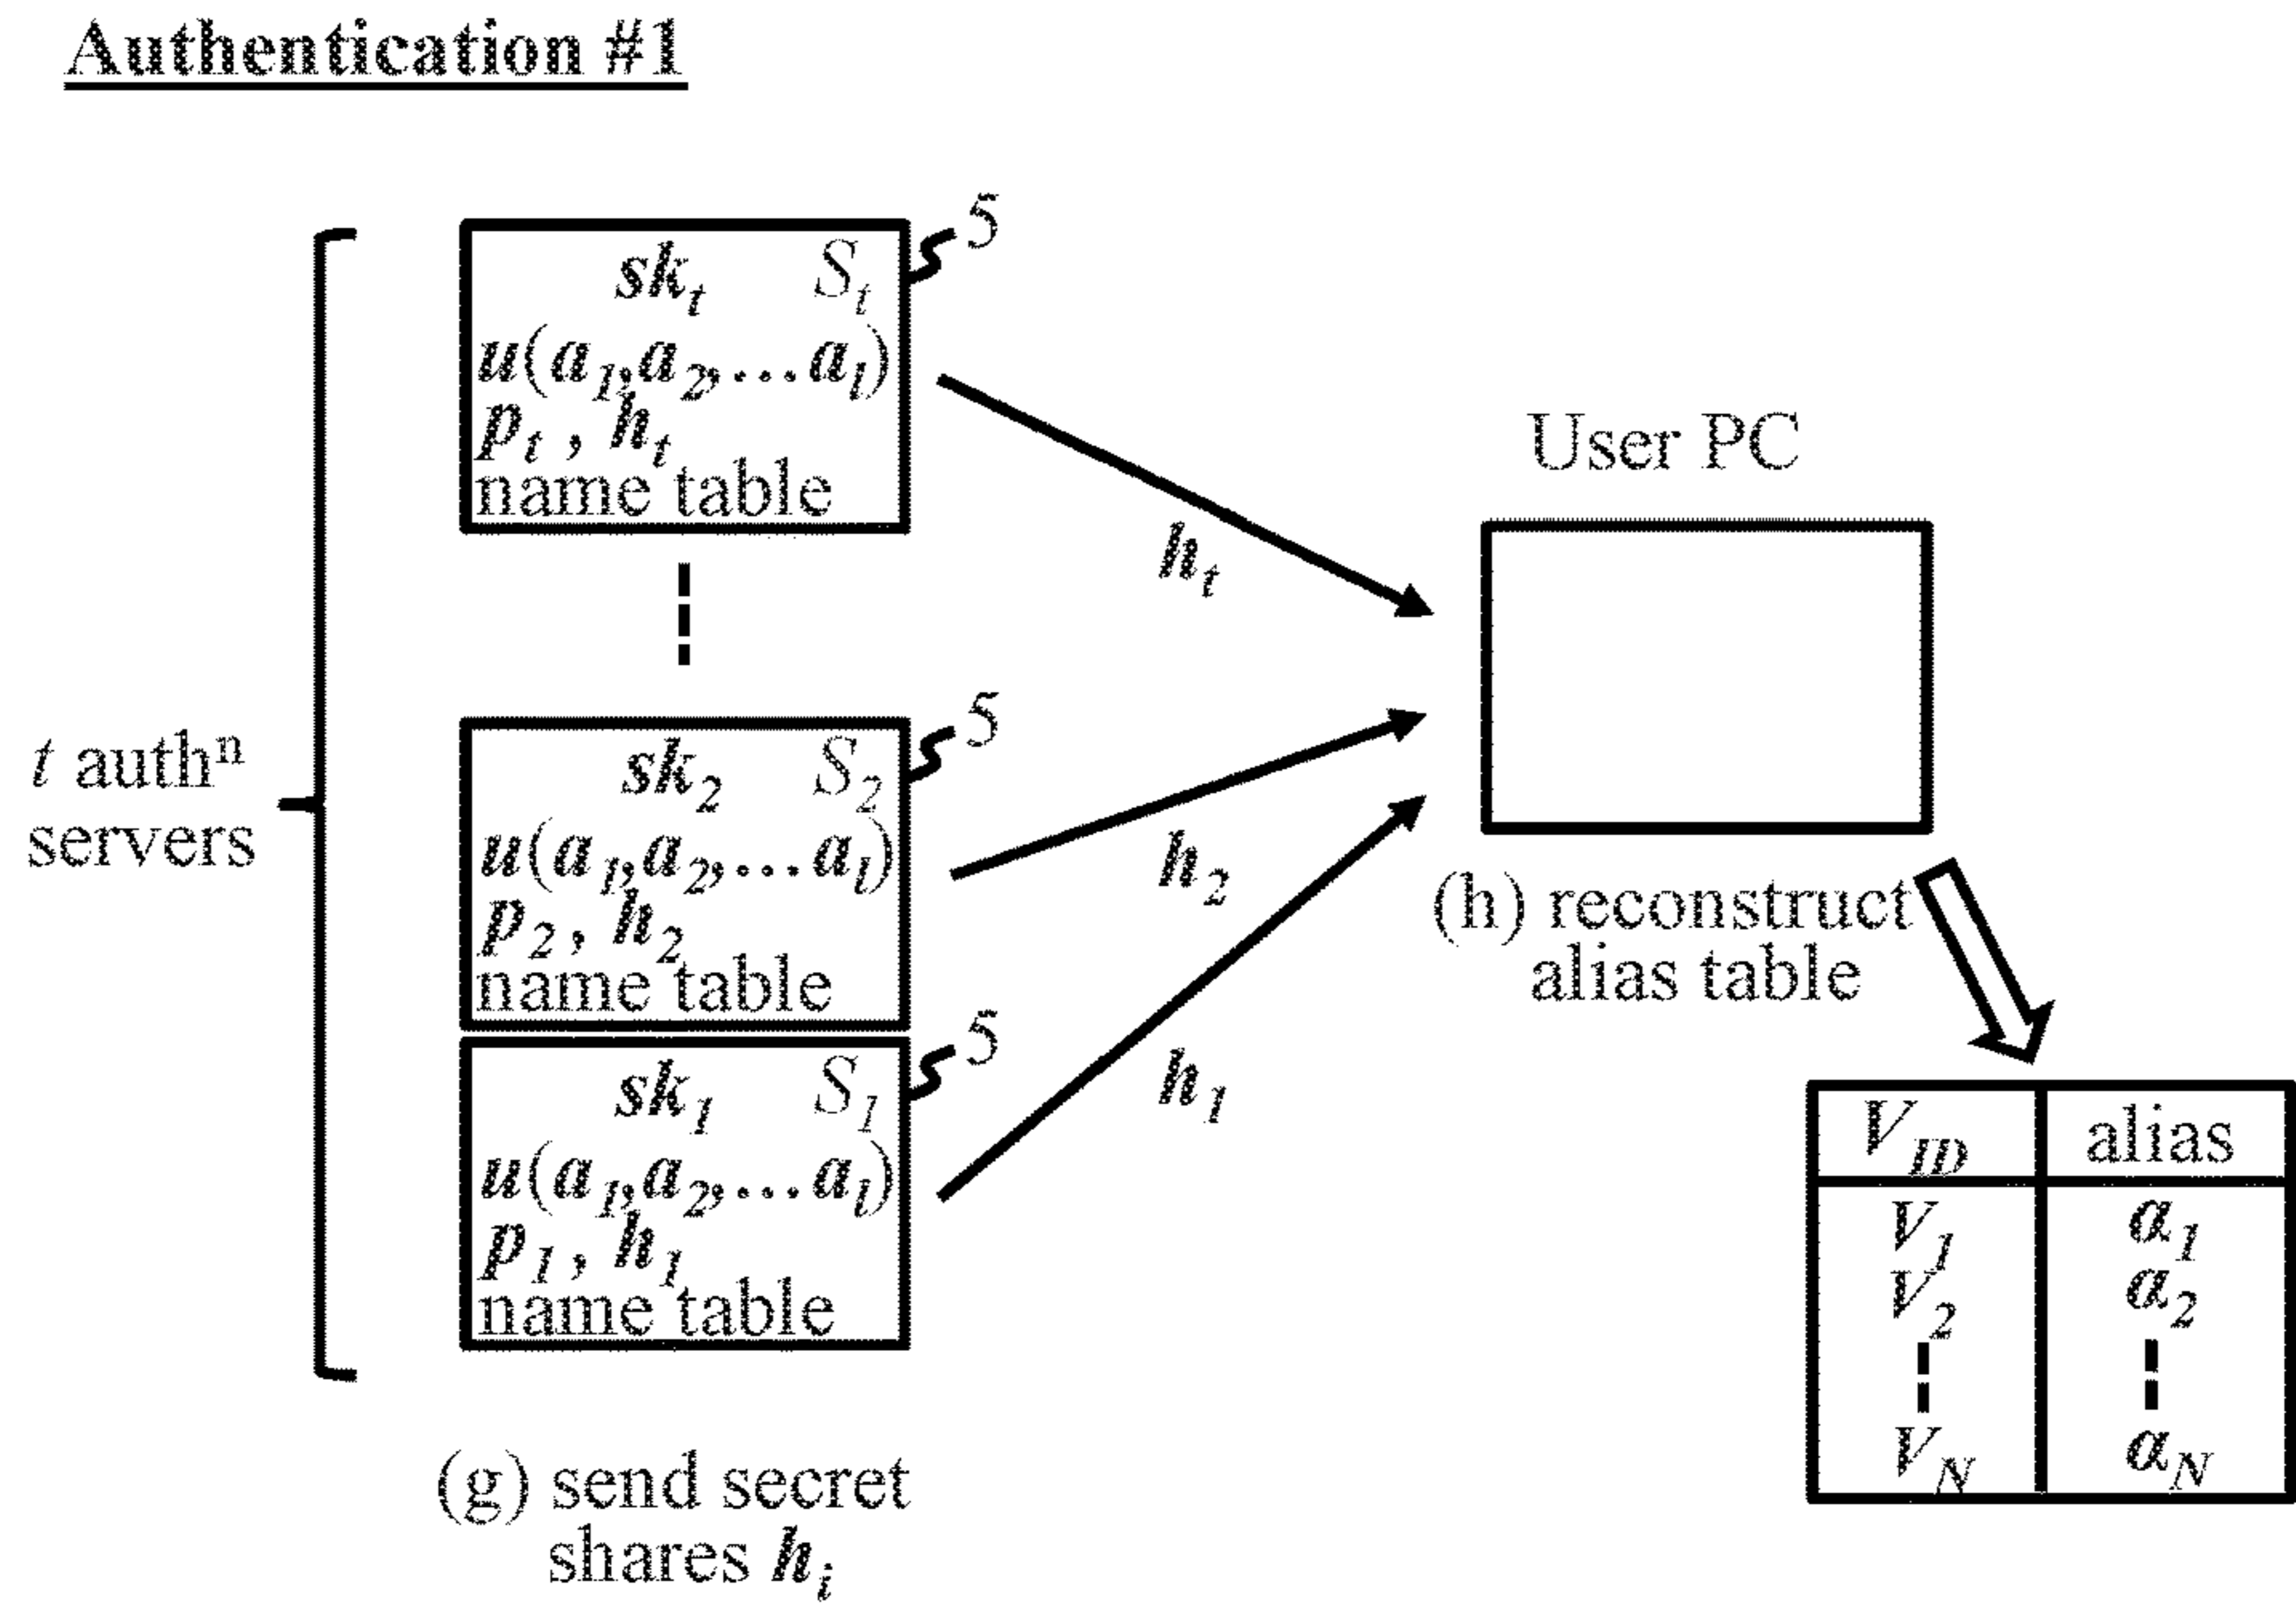 Authentication #1
sk_t S_t
5
u(a_1,a_2,...a_l)
p_t , h_t
name table
h_t
User PC
t auth^n
servers
sk_2 S_2
5
u(a_1,a_2,...a_l)
p_2 , h_2
name table
h_2
(h) reconstruct
alias table
sk_1 S_1
5
u(a_1,a_2,...a_l)
p_1 , h_1
name table
h_1
V_ID alias
V_1 α_1
V_2 α_2
V_N α_N
(g) send secret
shares h_i